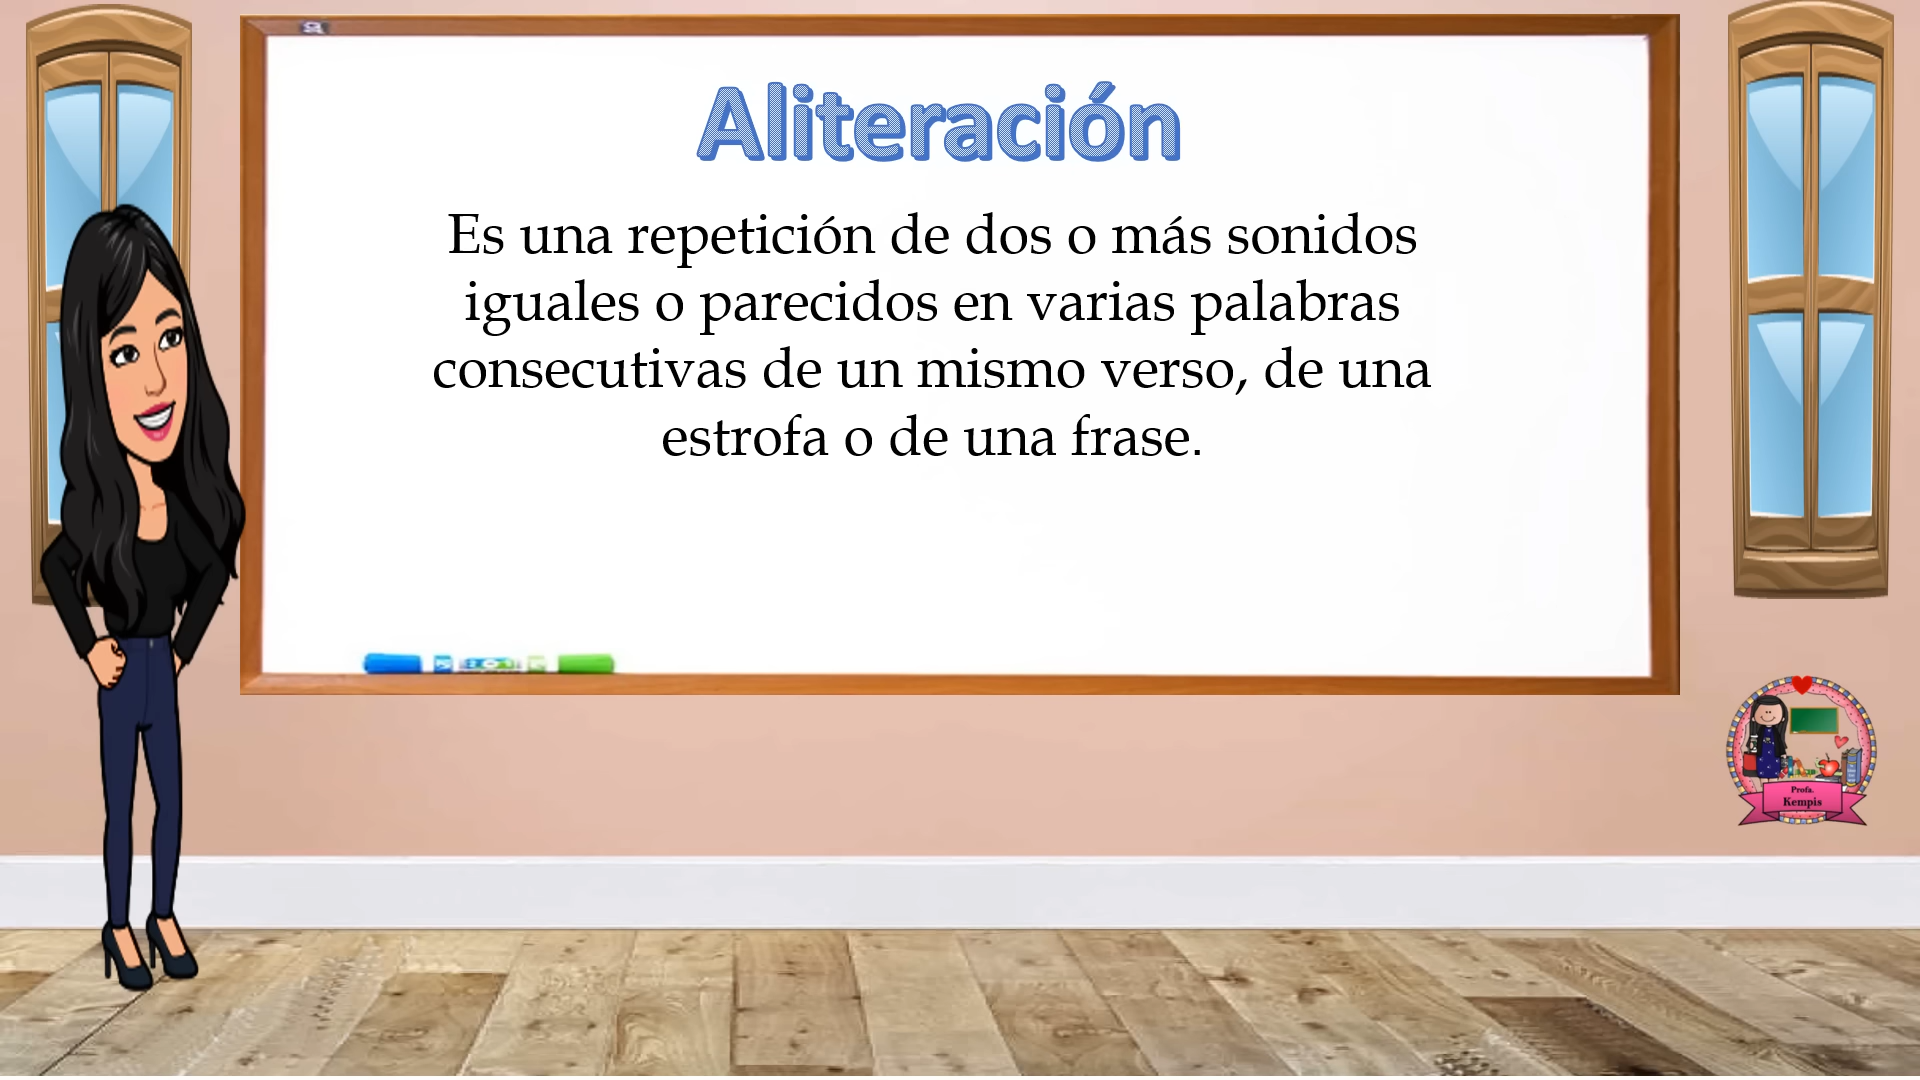 Aliteración
Es una repetición de dos o más sonidos
iguales o parecidos en varias palabras
consecutivas de un mismo verso, de una
estrofa o de una frase.
Profa.
Kempis